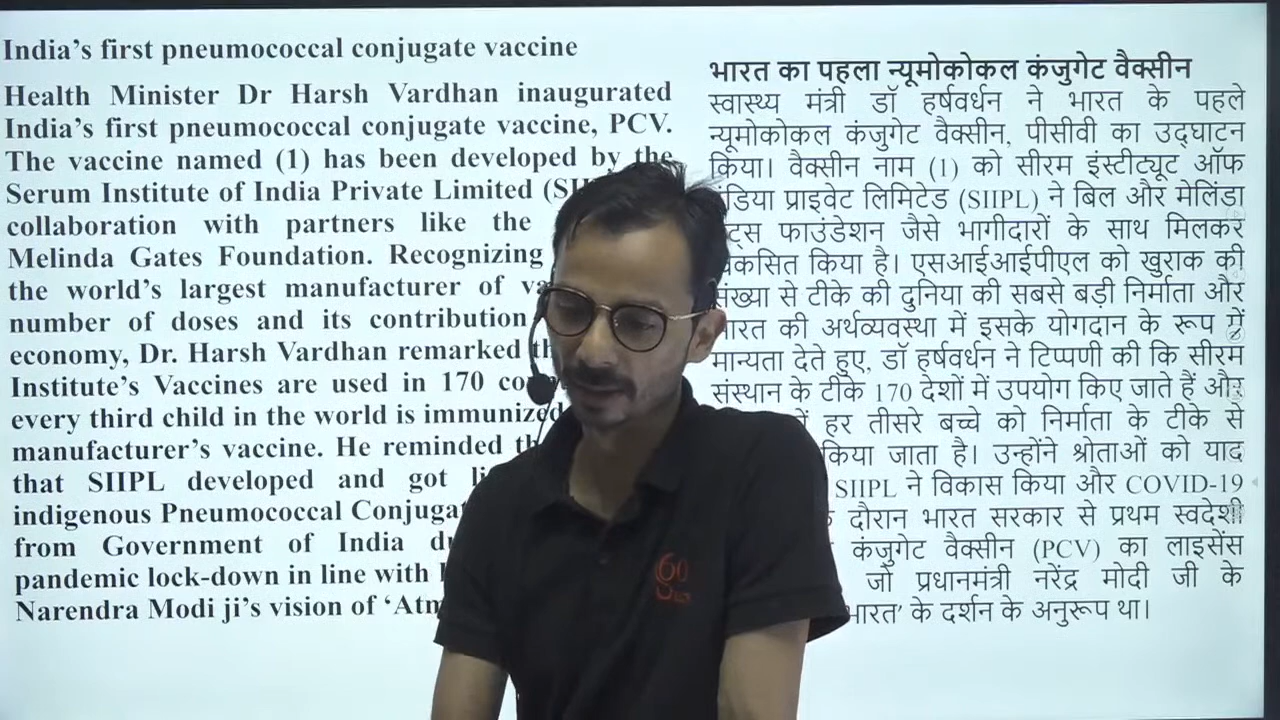 India's first pneumococcal conjugate vaccine
Health Minister Dr Harsh Vardhan inaugurated
India's first pneumococcal conjugate vaccine, PCV.
The vaccine named (1) has been developed by the
Serum Institute of India Private Limited
collaboration with partners like the
Melinda Gates Foundation. Recognizing
the world's largest manufacturer of
number of doses and its contribution
economy, Dr. Harsh Vardhan remarked
Institute's Vaccines are used in 170
every third child in the world is immunized
manufacturer's vaccine. He reminded
that SIIPL developed and got
indigenous Pneumococcal
from Government of India
pandemic lock-down in line with
Narendra Modi ji's vision of
भारत का पहला न्यूमोकोकल कंजुगेट वैक्सीन
स्वास्थ्य मंत्री डॉ हर्षवर्धन ने भारत के पहले
न्यूमोकोकल कंजुगेट वैक्सीन, पीसीवी का उद्घाटन
किया। वैक्सीन नाम (1) को सीरम इंस्टीट्यूट ऑफ
प्राइवेट लिमिटेड (SIIPL) ने बिल और मेलिंडा
फाउंडेशन जैसे भागीदारों के साथ मिलकर
किया है। एसआईआईपीएल को खुराक की
संख्या से टीके की दुनिया की सबसे बड़ी निर्माता और
की अर्थव्यवस्था में इसके योगदान के रूप में
मान्यता देते हुए, डॉ हर्षवर्धन ने टिप्पणी की कि सीरम
संस्थान के टीके 170 देशों में उपयोग किए जाते हैं और
हर तीसरे बच्चे को निर्माता के टीके से
किया जाता है। उन्होंने श्रोताओं को याद
SIIPL ने विकास किया और COVID-19
दौरान भारत सरकार से प्रथम स्वदेशी
कंजुगेट वैक्सीन (PCV) का लाइसेंस
जो प्रधानमंत्री नरेंद्र मोदी जी के
के दर्शन के अनुरूप था।